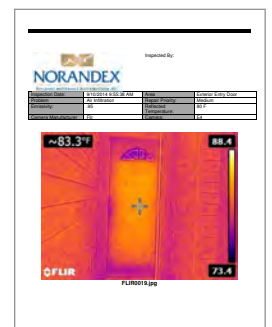 Inspected By:
NORANDEX
Inspection Date: 9/10/2014 9:55:38 AM Area: Exterior Entry Door
Problem: Air Infiltration Repair Priority: Medium
Emissivity: .95 Reflected Temperature: 80 F
Camera Manufacturer Flir Camera: E4
~83.3°F
88.4
73.4
FLIR
FLIR0019.jpg